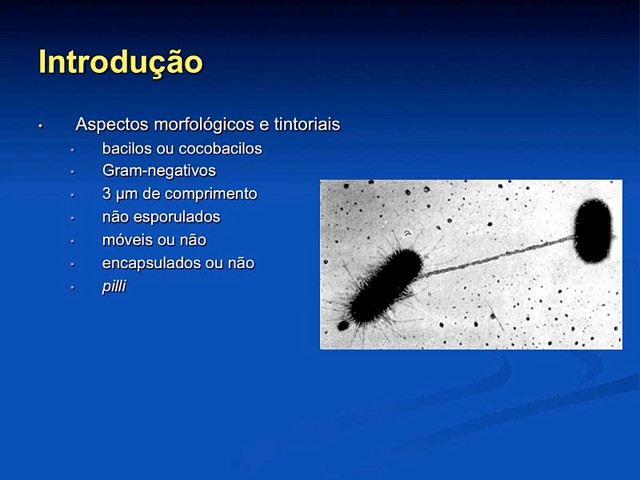 Introdução
• Aspectos morfológicos e tintoriais
• bacilos ou cocobacilos
• Gram-negativos
• 3 μm de comprimento
• não esporulados
• móveis ou não
• encapsulados ou não
• pilli